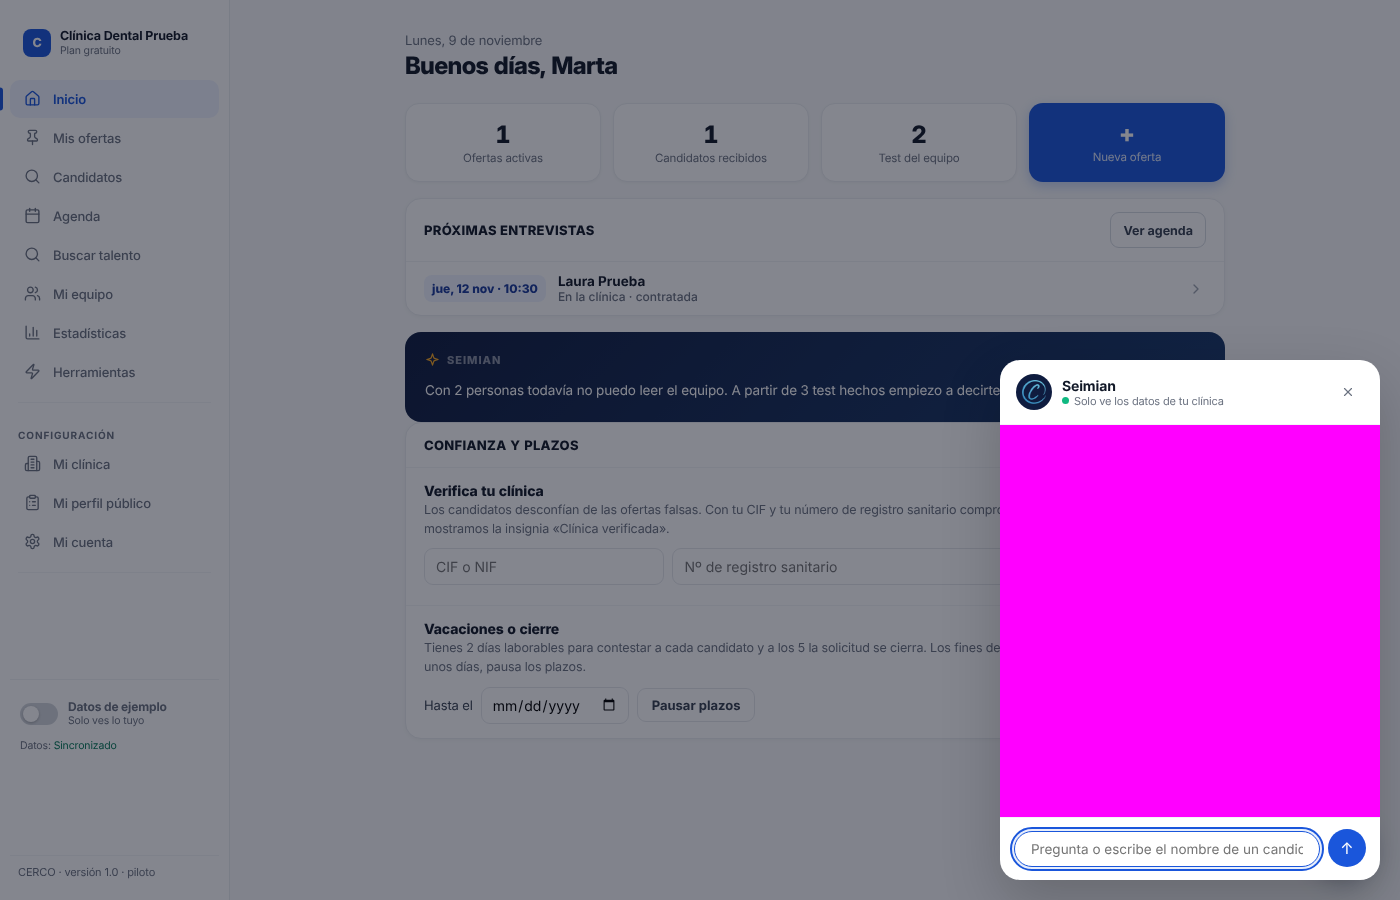 C
Clínica Dental Prueba
Plan gratuito
Inicio
Mis ofertas
Candidatos
Agenda
Buscar talento
Mi equipo
Estadísticas
Herramientas
CONFIGURACIÓN
Mi clínica
Mi perfil público
Mi cuenta
Datos de ejemplo
Solo ves lo tuyo
Datos: Sincronizado
CERCO · versión 1.0 · piloto
Lunes, 9 de noviembre
Buenos días, Marta
1
Ofertas activas
1
Candidatos recibidos
2
Test del equipo
+
Nueva oferta
PRÓXIMAS ENTREVISTAS
Ver agenda
jue, 12 nov · 10:30
Laura Prueba
En la clínica · contratada
SEIMIAN
Con 2 personas todavía no puedo leer el equipo. A partir de 3 test hechos empiezo a decirte
CONFIANZA Y PLAZOS
Verifica tu clínica
Los candidatos desconfían de las ofertas falsas. Con tu CIF y tu número de registro sanitario
mostramos la insignia «Clínica verificada».
CIF o NIF
Nº de registro sanitario
Vacaciones o cierre
Tienes 2 días laborables para contestar a cada candidato y a los 5 la solicitud se cierra. Los fines de
unos días, pausa los plazos.
Hasta el
mm/dd/yyyy
Pausar plazos
Seimian
Solo ve los datos de tu clínica
Pregunta o escribe el nombre de un